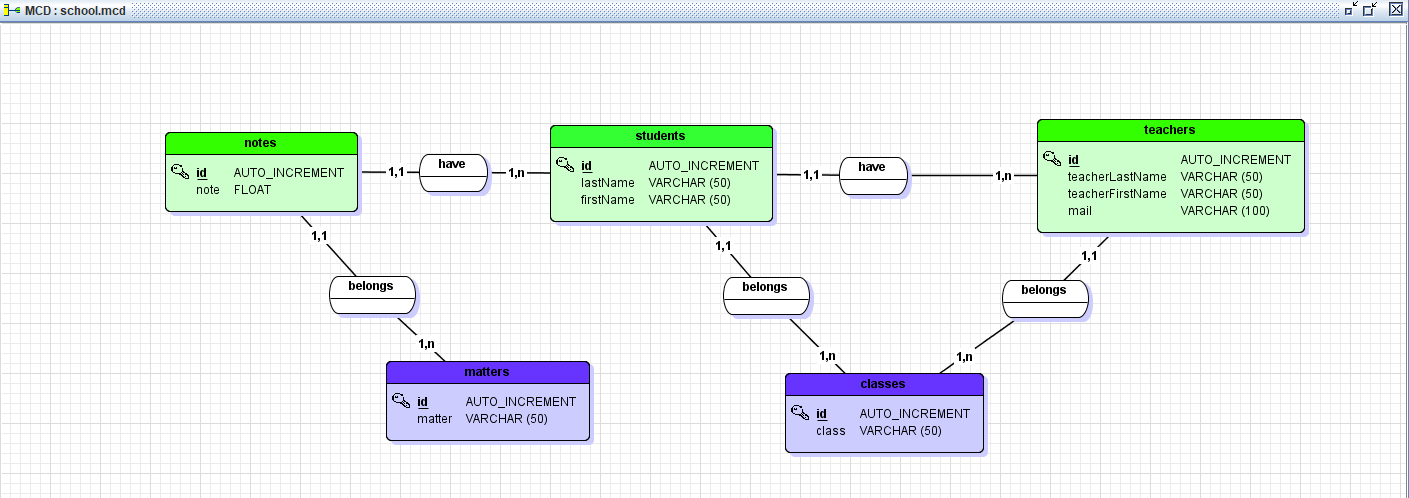 MCD : school.mcd
notes
id AUTO_INCREMENT
note FLOAT
1,1
have
1,n
students
id AUTO_INCREMENT
lastName VARCHAR (50)
firstName VARCHAR (50)
1,1
have
1,n
teachers
id AUTO_INCREMENT
teacherLastName VARCHAR (50)
teacherFirstName VARCHAR (50)
mail VARCHAR (100)
1,1
belongs
1,n
1,1
belongs
1,n
1,1
belongs
1,n
matters
id AUTO_INCREMENT
matter VARCHAR (50)
classes
id AUTO_INCREMENT
class VARCHAR (50)